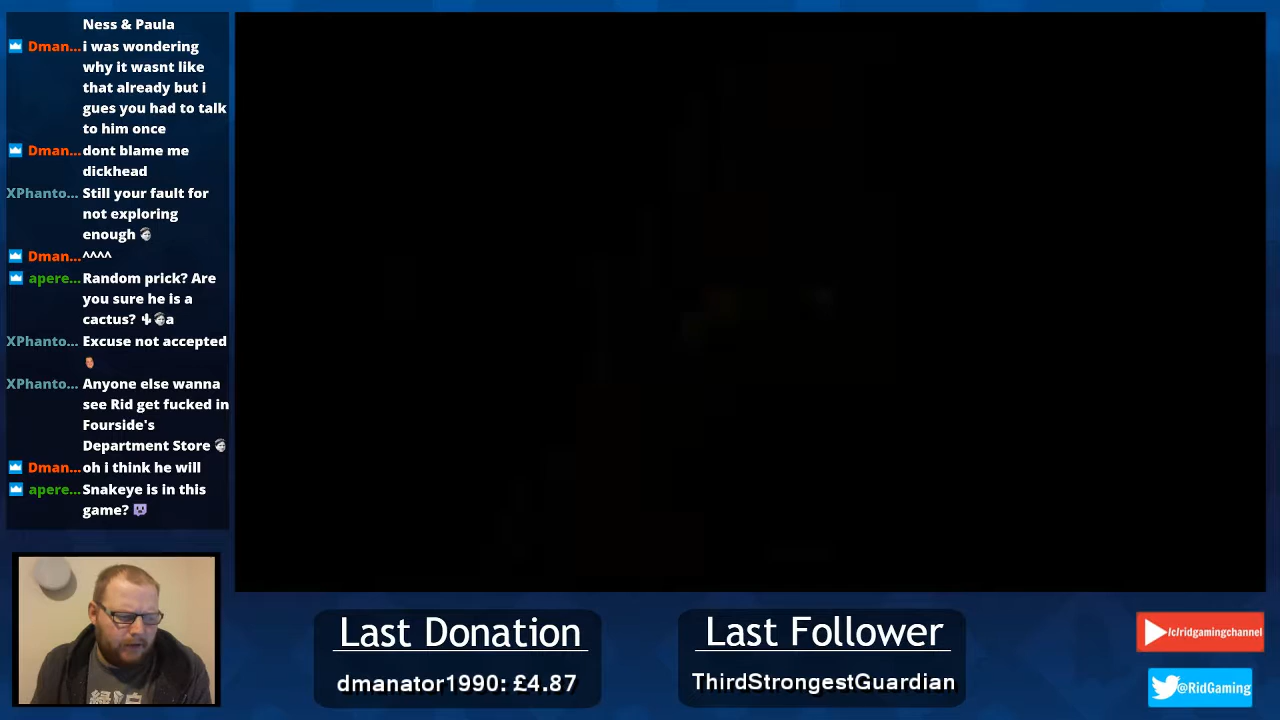 Ness & Paula
Dman... i was wondering
why it wasnt like
that already but i
gues you had to talk
to him once
Dman... dont blame me
dickhead
XPhanto... Still your fault for
not exploring
enough
Dman... ^^^^
apere... Random prick? Are
you sure he is a
cactus? a
XPhanto... Excuse not accepted
XPhanto... Anyone else wanna
see Rid get fucked in
Fourside's
Department Store
Dman... oh i think he will
apere... Snakeye is in this
game?
Last Donation
dmanator1990: £4.87
Last Follower
ThirdStrongestGuardian
/c/ridgamingchannel
@RidGaming